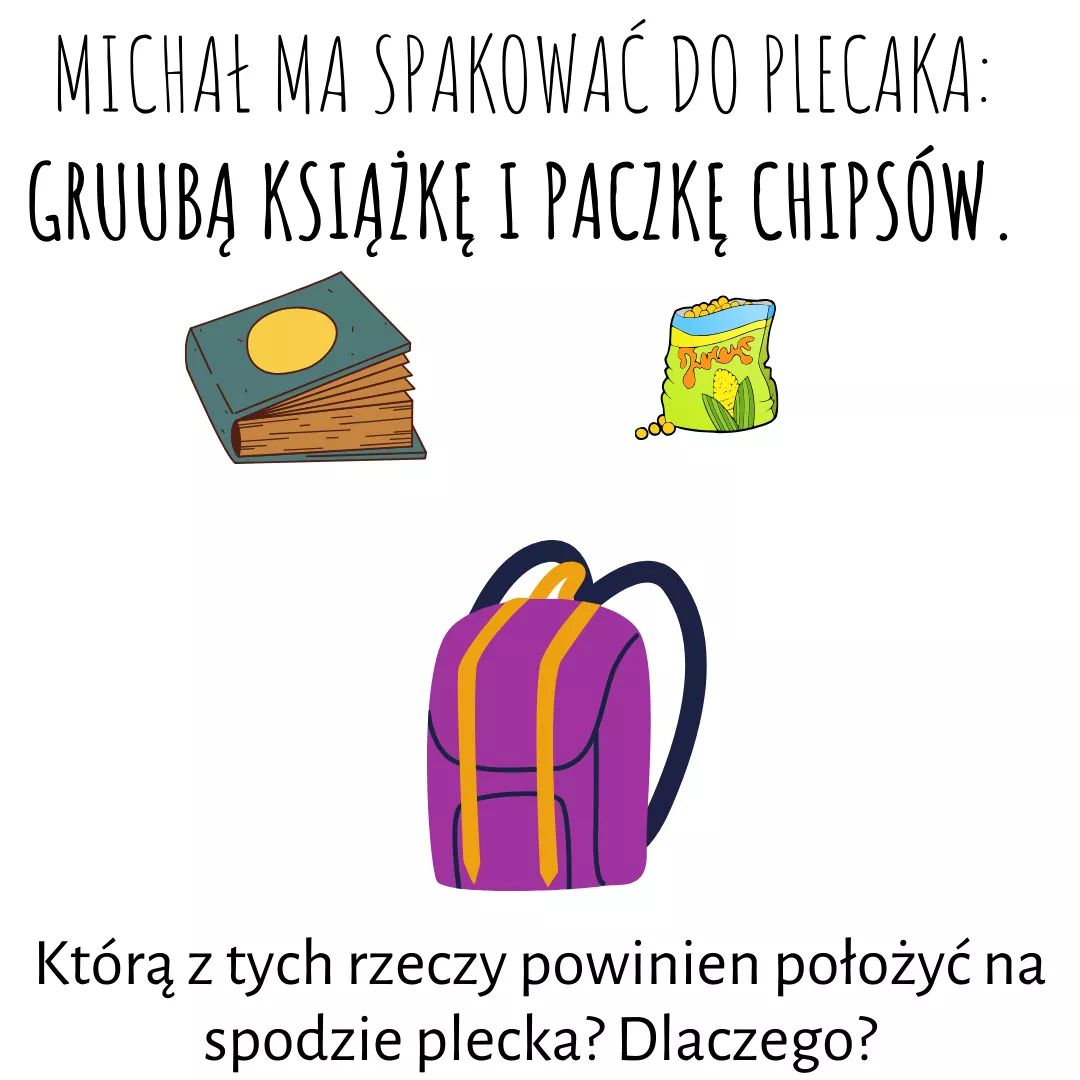 MICHAŁ MA SPAKOWAĆ DO PLECAKA:
GRUUBĄ KSIĄŻKĘ I PACZKĘ CHIPSÓW.
Którą z tych rzeczy powinien położyć na
spodzie plecka? Dlaczego?